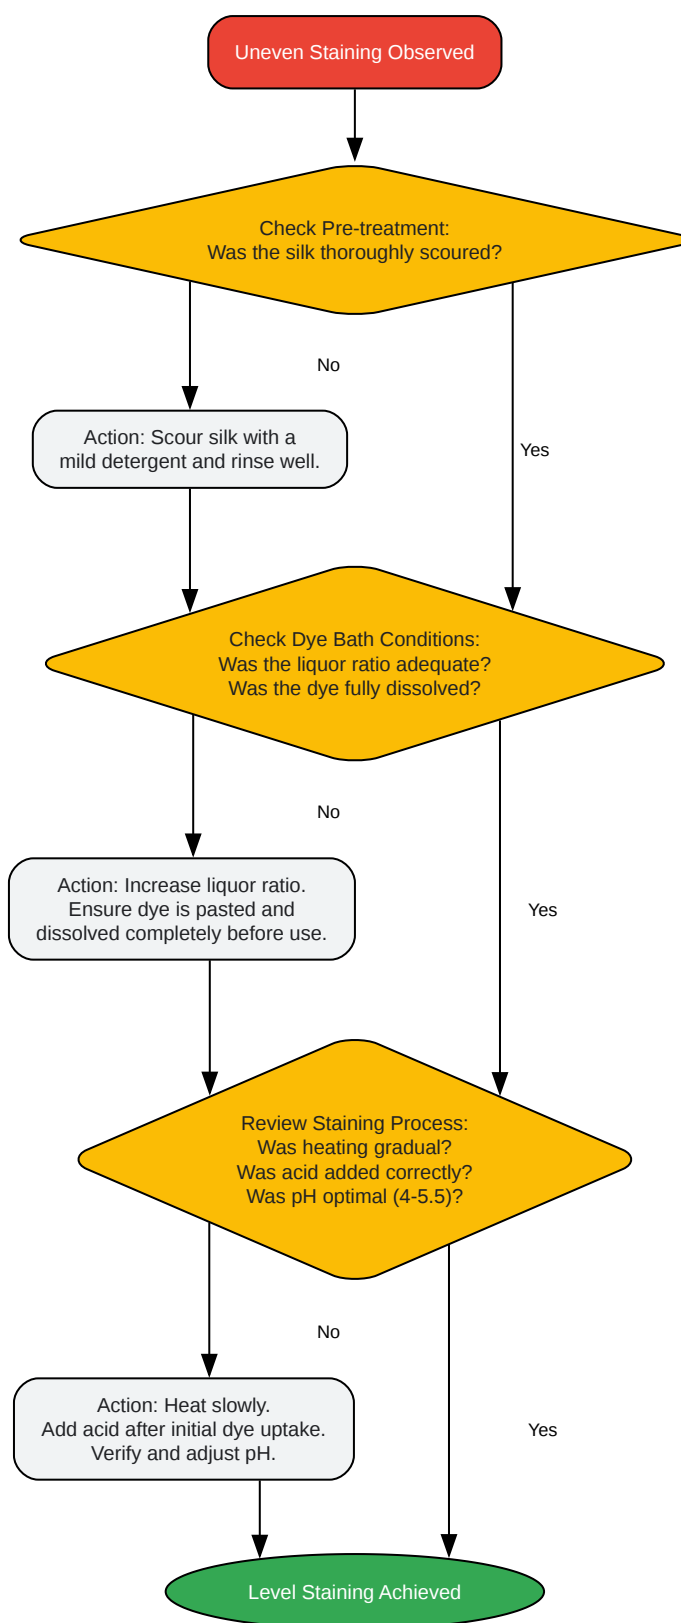 Uneven Staining Observed
Check Pre-treatment:
Was the silk thoroughly scoured?
No
Action: Scour silk with a
mild detergent and rinse well.
Yes
Check Dye Bath Conditions:
Was the liquor ratio adequate?
Was the dye fully dissolved?
No
Action: Increase liquor ratio.
Ensure dye is pasted and
dissolved completely before use.
Yes
Review Staining Process:
Was heating gradual?
Was acid added correctly?
Was pH optimal (4-5.5)?
No
Action: Heat slowly.
Add acid after initial dye uptake.
Verify and adjust pH.
Yes
Level Staining Achieved